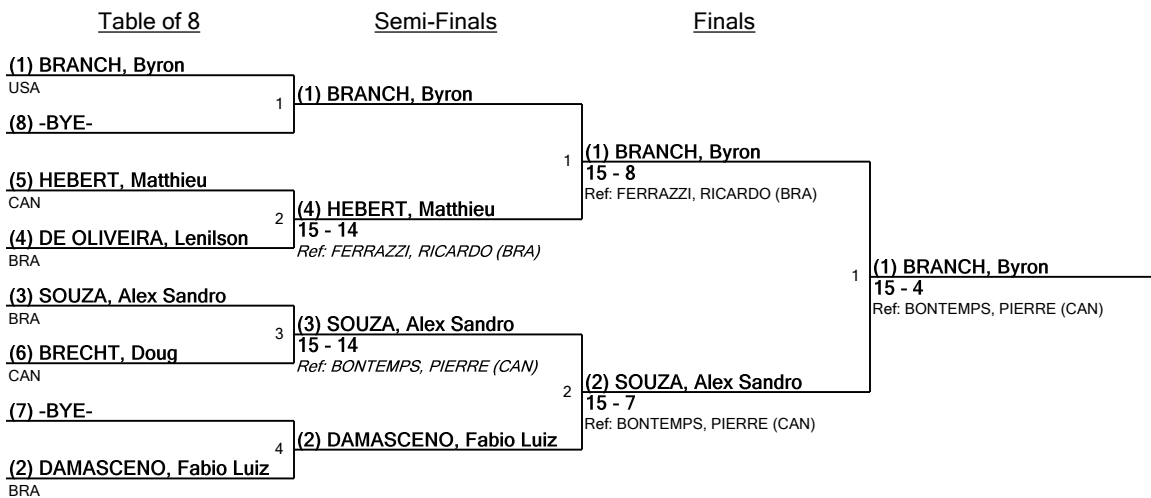 Table of 8
Semi-Finals
Finals
(1) BRANCH, Byron
USA
1
(8) -BYE-
(5) HEBERT, Matthieu
CAN
2
(4) DE OLIVEIRA, Lenilson
BRA
(3) SOUZA, Alex Sandro
BRA
3
(6) BRECHT, Doug
CAN
(7) -BYE-
4
(2) DAMASCENO, Fabio Luiz
BRA
(1) BRANCH, Byron
1
(4) HEBERT, Matthieu
15 - 14
Ref: FERRAZZI, RICARDO (BRA)
(3) SOUZA, Alex Sandro
15 - 14
Ref: BONTEMPS, PIERRE (CAN)
2
(2) DAMASCENO, Fabio Luiz
(1) BRANCH, Byron
15 - 8
Ref: FERRAZZI, RICARDO (BRA)
1
(2) SOUZA, Alex Sandro
15 - 7
Ref: BONTEMPS, PIERRE (CAN)
(1) BRANCH, Byron
15 - 4
Ref: BONTEMPS, PIERRE (CAN)